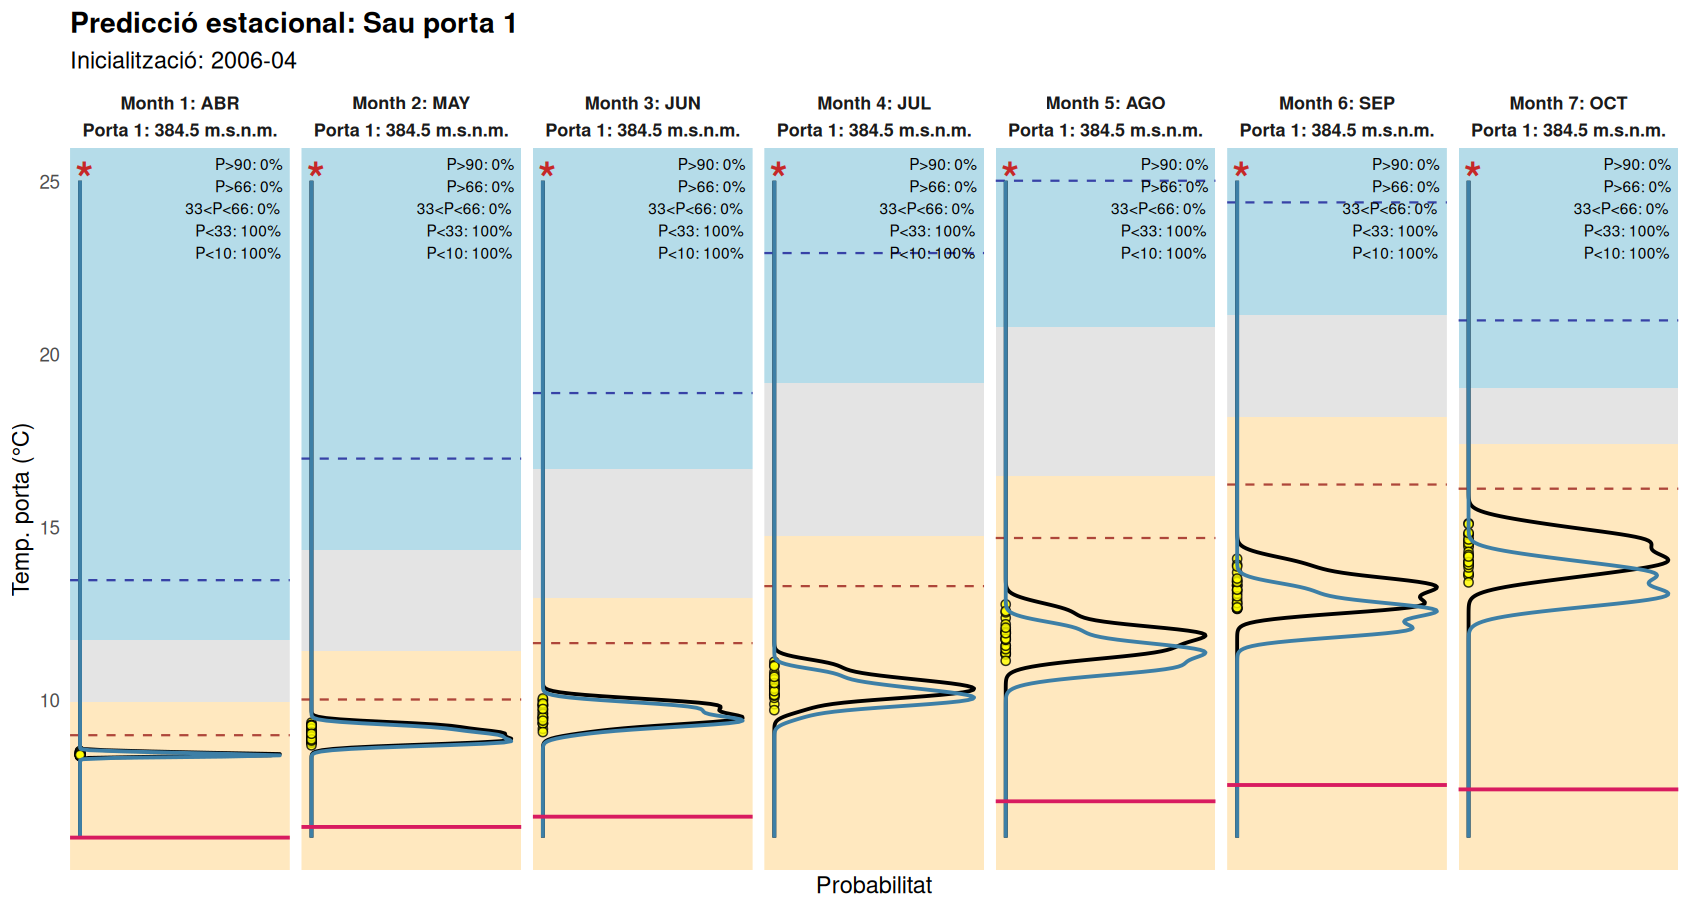 Predicció estacional: Sau porta 1
Inicialització: 2006-04
Month 1: ABR
Porta 1: 384.5 m.s.n.m.
Month 2: MAY
Porta 1: 384.5 m.s.n.m.
Month 3: JUN
Porta 1: 384.5 m.s.n.m.
Month 4: JUL
Porta 1: 384.5 m.s.n.m.
Month 5: AGO
Porta 1: 384.5 m.s.n.m.
Month 6: SEP
Porta 1: 384.5 m.s.n.m.
Month 7: OCT
Porta 1: 384.5 m.s.n.m.
Temp. porta (°C)
25
20
15
10
*
P>90: 0%
P>66: 0%
33<P<66: 0%
P<33: 100%
P<10: 100%
*
P>90: 0%
P>66: 0%
33<P<66: 0%
P<33: 100%
P<10: 100%
*
P>90: 0%
P>66: 0%
33<P<66: 0%
P<33: 100%
P<10: 100%
*
P>90: 0%
P>66: 0%
33<P<66: 0%
P<33: 100%
P<10: 100%
*
P>90: 0%
P>66: 0%
33<P<66: 0%
P<33: 100%
P<10: 100%
*
P>90: 0%
P>66: 0%
33<P<66: 0%
P<33: 100%
P<10: 100%
*
P>90: 0%
P>66: 0%
33<P<66: 0%
P<33: 100%
P<10: 100%
Probabilitat